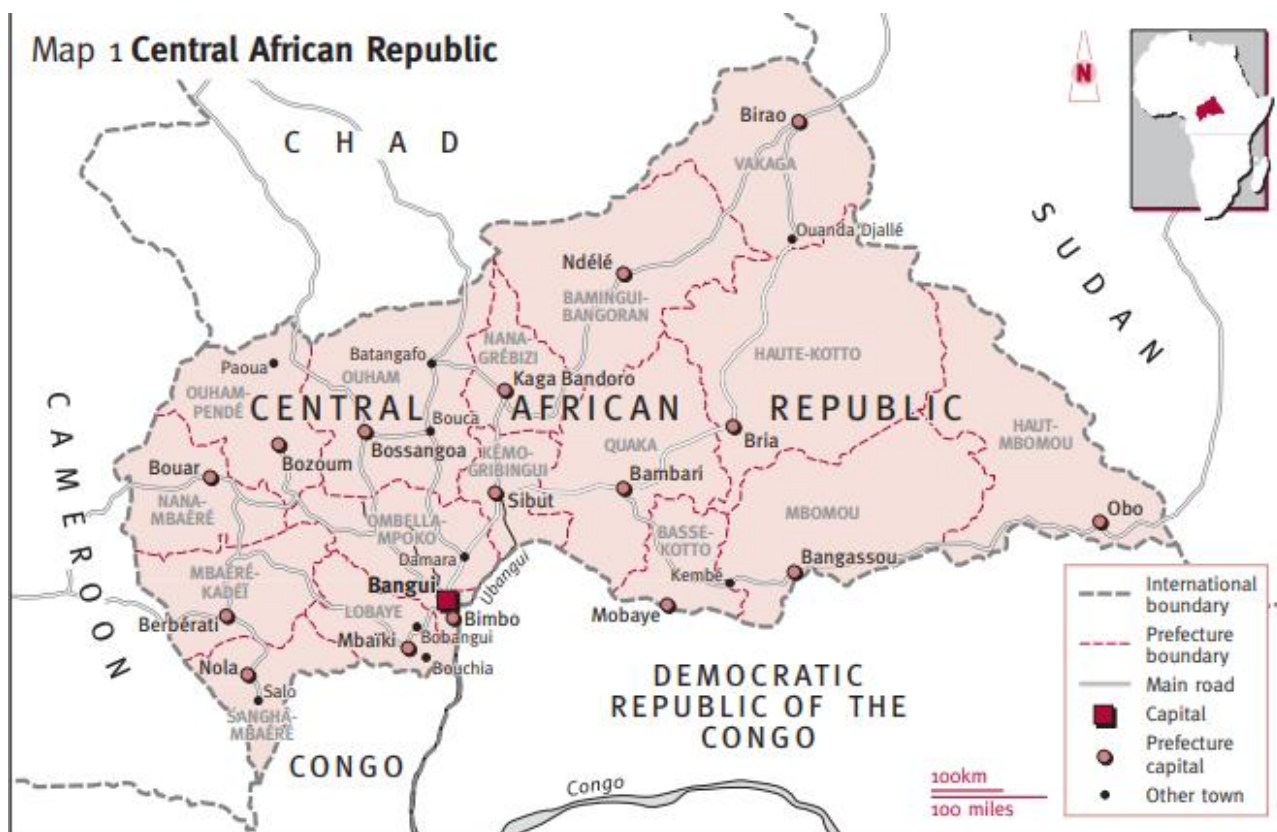 Map 1 Central African Republic
N
CHAD
SUDAN
CAMEROON
CENTRAL AFRICAN REPUBLIC
Birao
VAKAGA
Ouanda Djallé
Ndélé
BAMINGUI-
BANGORAN
NANA-
GRÉBIZI
HAUTE-KOTTO
Paoua
Batangafo
OUHAM
Kaga Bandoro
OUHAM-
PENDÉ
Bouca
Bossangoa
Bozoum
Bouar
KÉMO-
GRIBINGUI
QUAKA
Bria
HAUT-
MBOMOU
Bambari
Sibut
NANA-
MBAÉRÉ
OMBELLA-
MPOKO
MBOMOU
Obo
BASSE-
KOTTO
Damara
Ubangui
Kembé
Bangassou
MBAÉRÉ-
KADÉÏ
Bangui
LOBAYE
Bimbo
Mobaye
Berbérati
Mbaïki
Bobangui
Bouchia
Nola
Salo
SANGHA-
MBAÉRÉ
CONGO
DEMOCRATIC
REPUBLIC OF THE
CONGO
Congo
100km
100 miles
International
boundary
Prefecture
boundary
Main road
Capital
Prefecture
capital
Other town